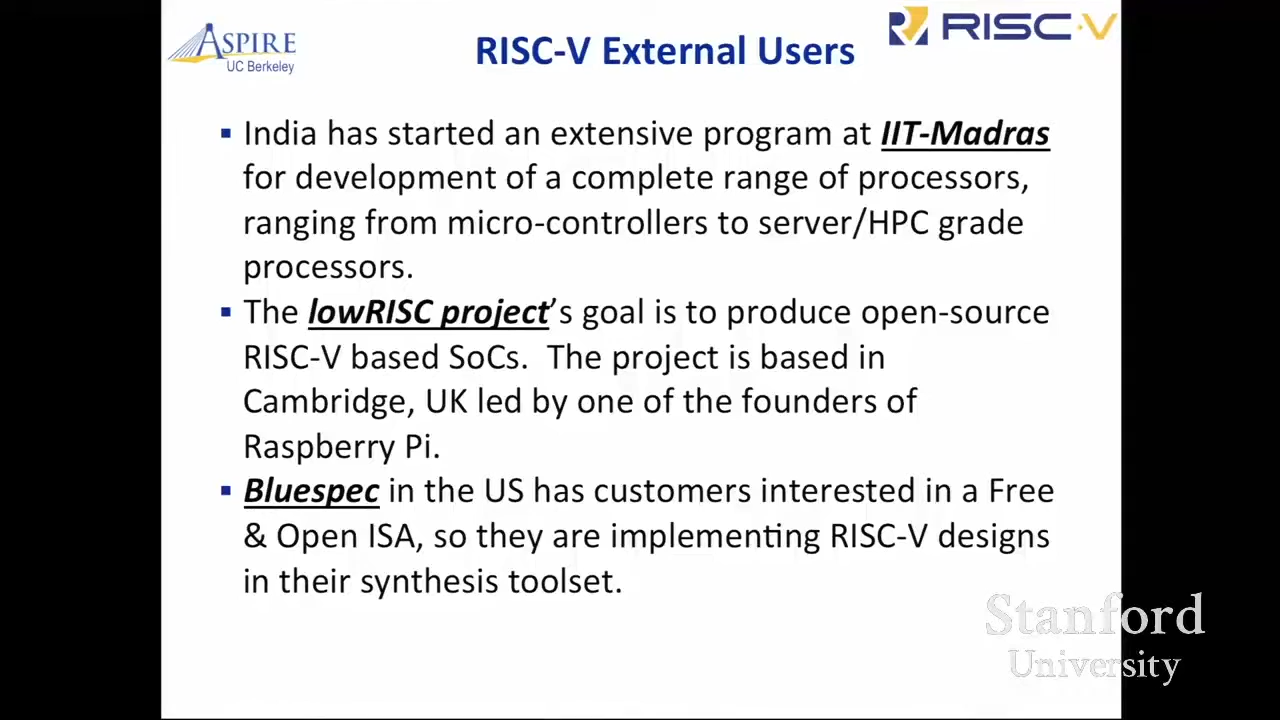 ASPIRE
UC Berkeley
RISC-V External Users
RISC-V
▪ India has started an extensive program at IIT-Madras
for development of a complete range of processors,
ranging from micro-controllers to server/HPC grade
processors.
▪ The lowRISC project's goal is to produce open-source
RISC-V based SoCs. The project is based in
Cambridge, UK led by one of the founders of
Raspberry Pi.
▪ Bluespec in the US has customers interested in a Free
& Open ISA, so they are implementing RISC-V designs
in their synthesis toolset.
Stanford
University